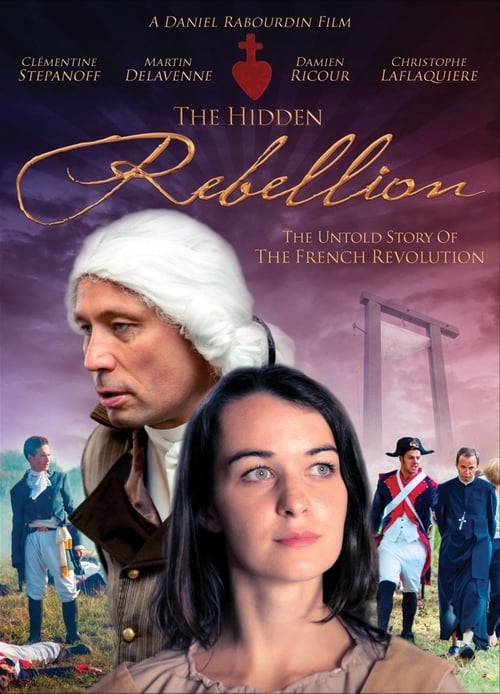 A DANIEL RABOURDIN FILM
CLÉMENTINE STEPANOFF
MARTIN DELAVENNE
DAMIEN RICOUR
CHRISTOPHE LAFLAQUIERE
THE HIDDEN
Rebellion
THE UNTOLD STORY OF
THE FRENCH REVOLUTION